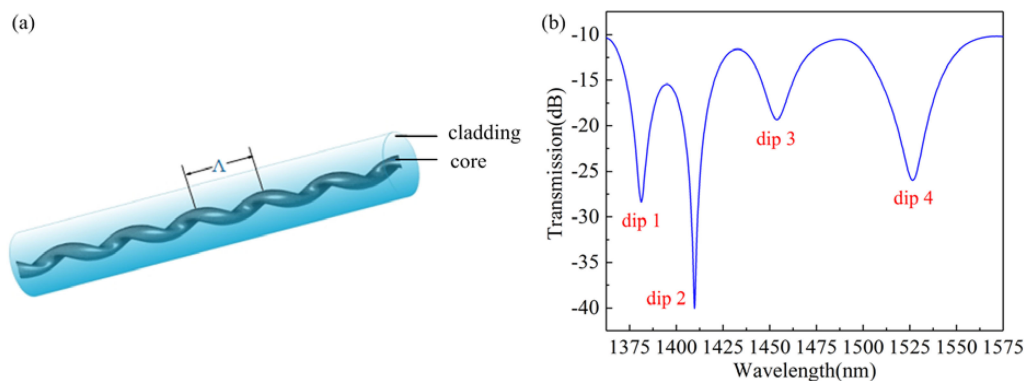 (a)
Λ
cladding
core
(b)
Transmission(dB)
-10
-15
-20
-25
-30
-35
-40
dip 1
dip 2
dip 3
dip 4
1375 1400 1425 1450 1475 1500 1525 1550 1575
Wavelength(nm)